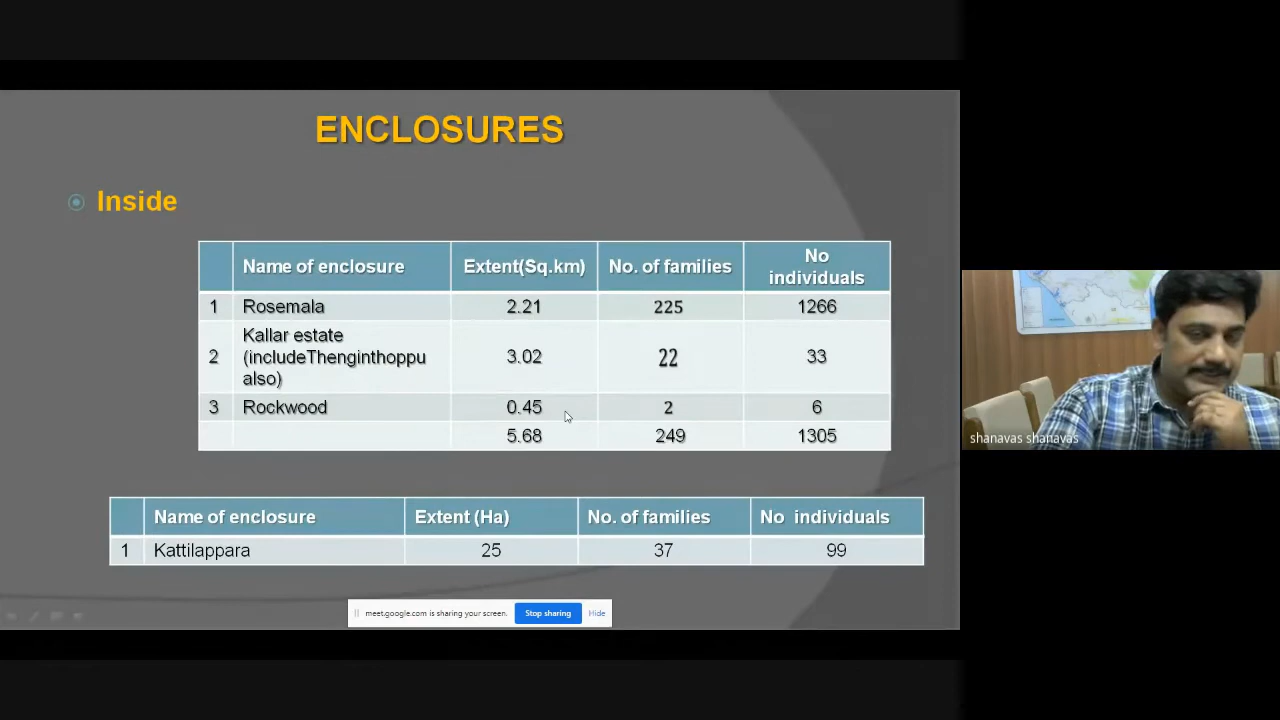 ENCLOSURES
Inside
Name of enclosure Extent(Sq.km) No. of families No individuals
1 Rosemala 2.21 225 1266
2 Kallar estate (includeThenginthoppu also) 3.02 22 33
3 Rockwood 0.45 2 6
5.68 249 1305
Name of enclosure Extent (Ha) No. of families No individuals
1 Kattilappara 25 37 99
meet.google.com is sharing your screen. Stop sharing Hide
shanavas shanavas